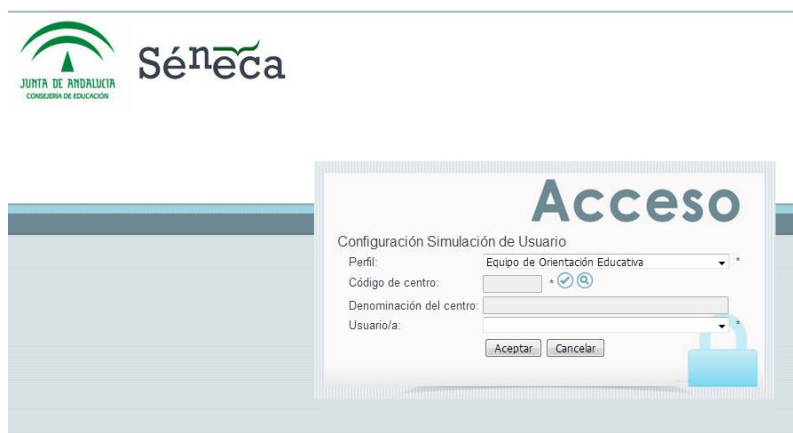 JUNTA DE ANDALUCIA
CONSEJERÍA DE EDUCACIÓN
Séneca
Acceso
Configuración Simulación de Usuario
Perfil: Equipo de Orientación Educativa *
Código de centro: *
Denominación del centro:
Usuario/a: *
Aceptar Cancelar